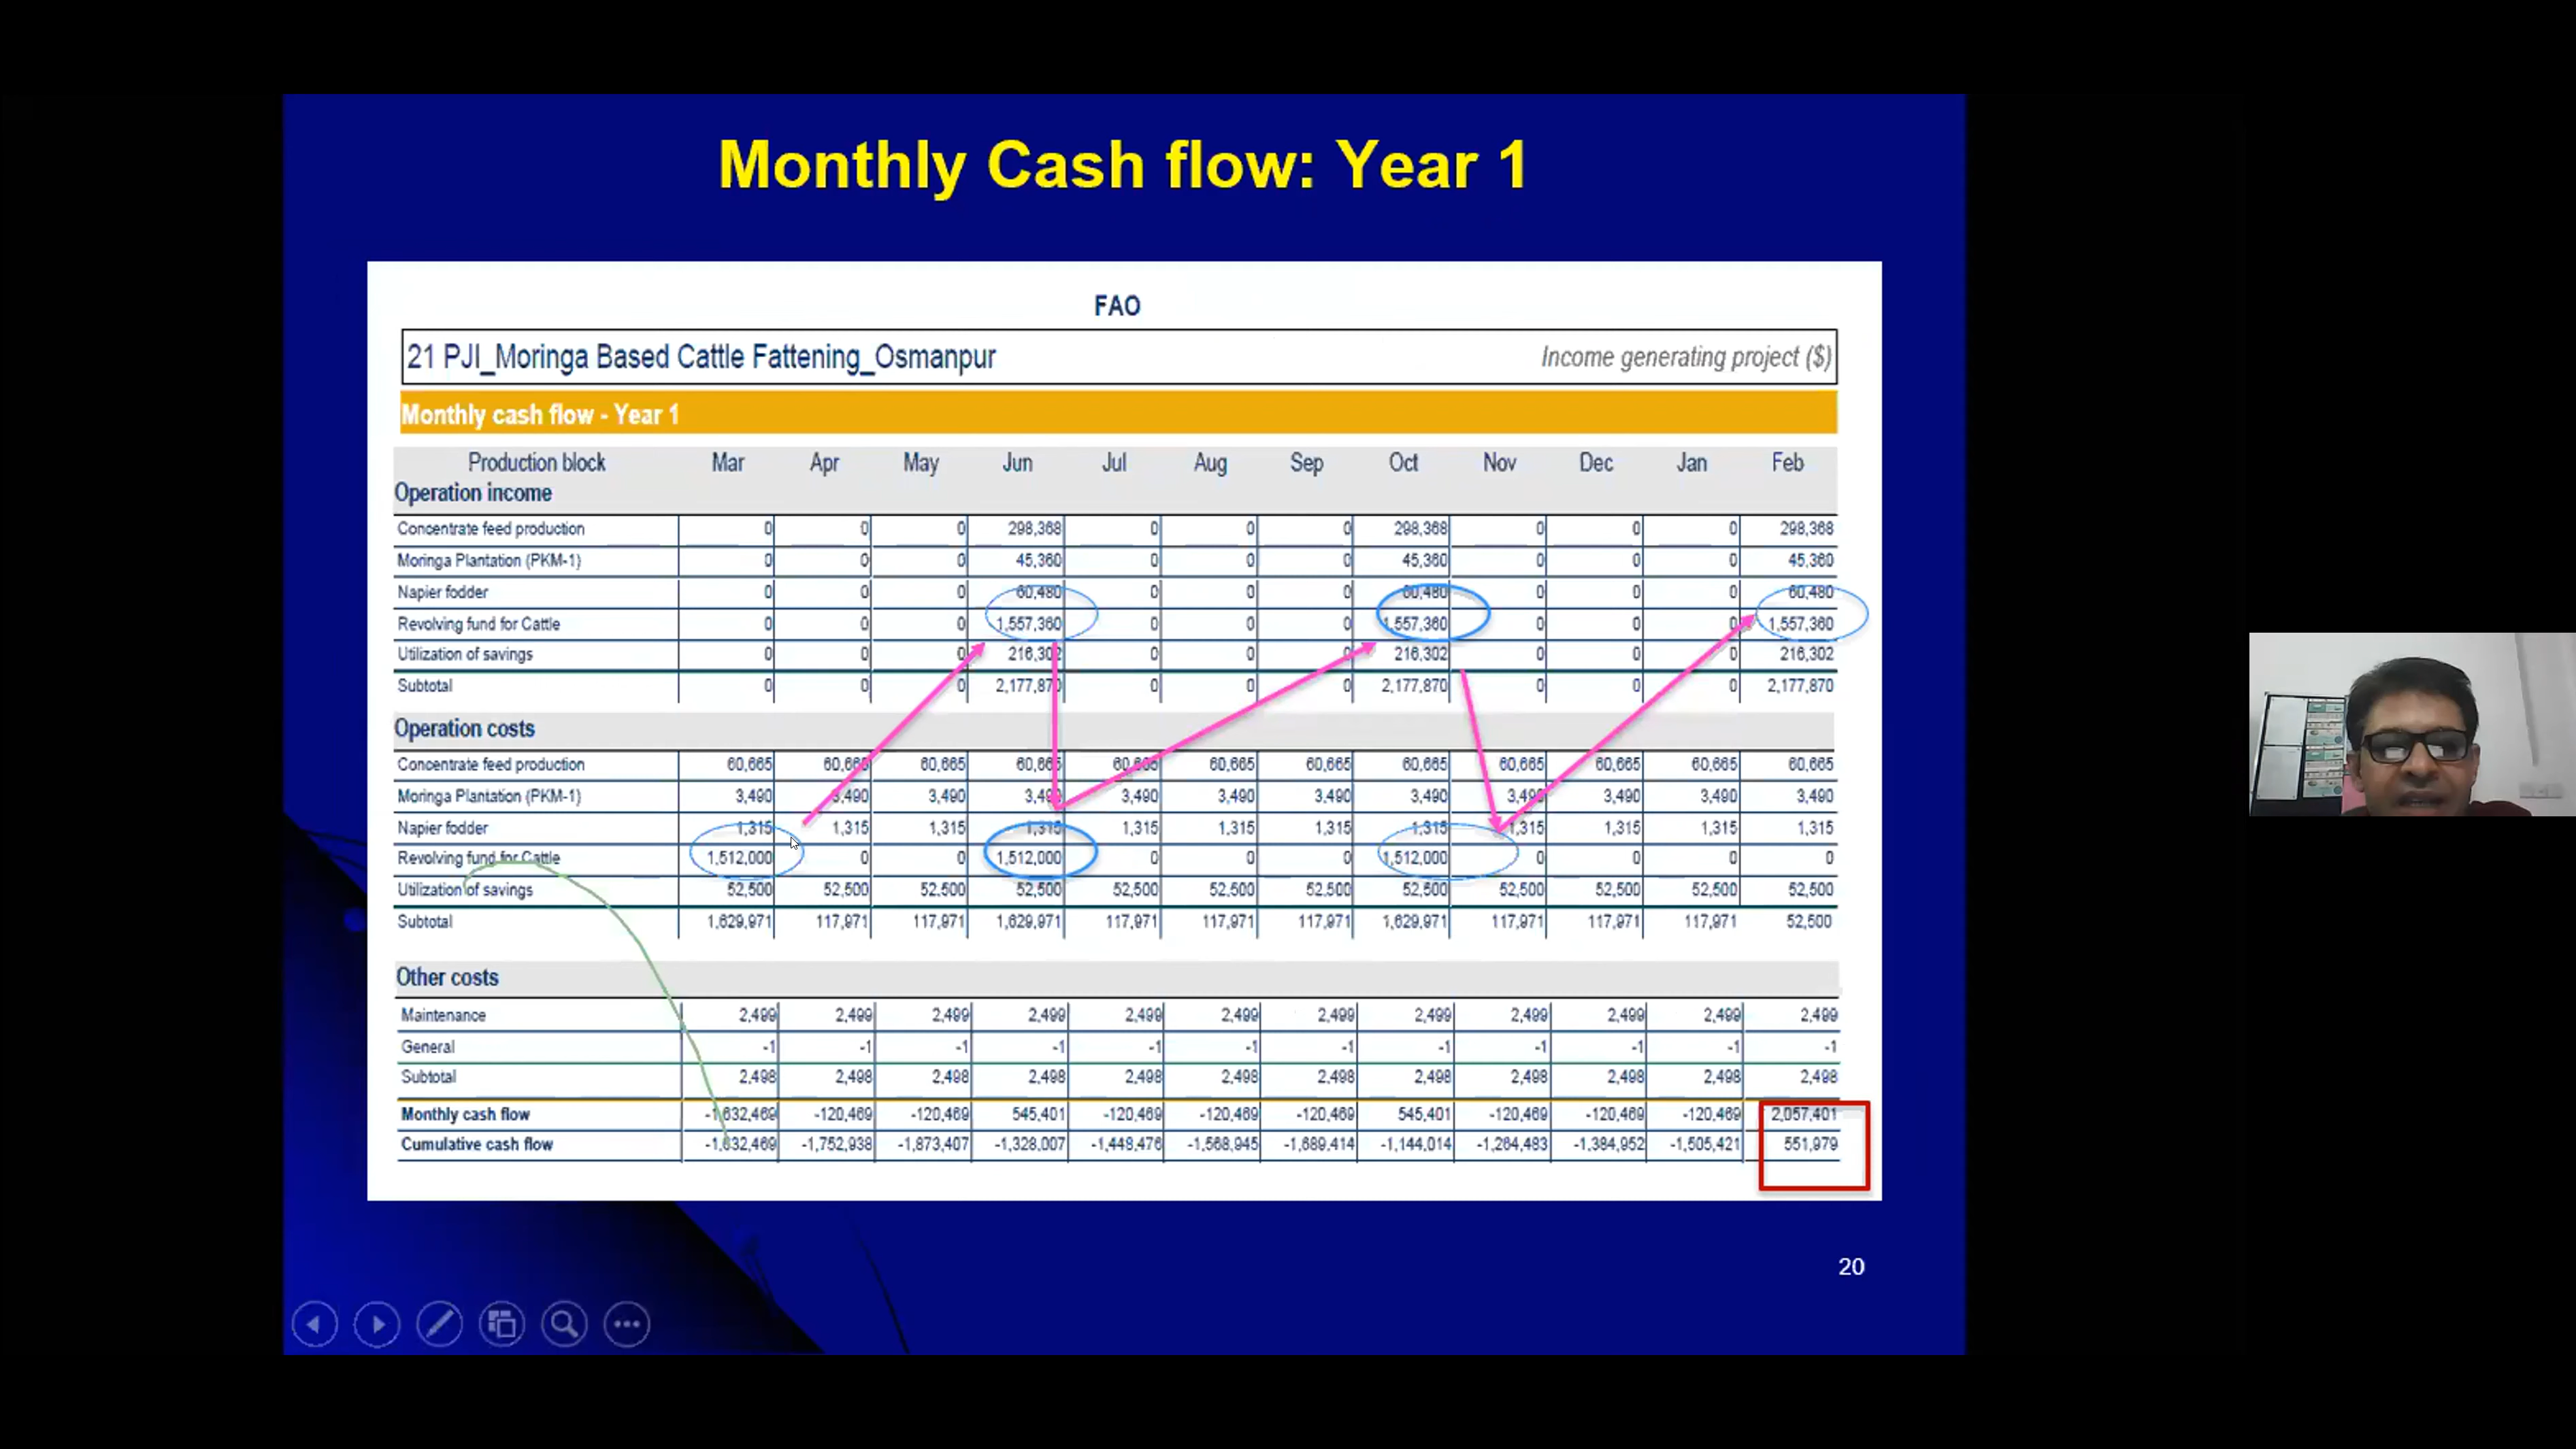 Monthly Cash flow: Year 1
FAO
21 PJI_Moringa Based Cattle Fattening_Osmanpur Income generating project ($)
Monthly cash flow - Year 1
Production block Mar Apr May Jun Jul Aug Sep Oct Nov Dec Jan Feb
Operation income
Concentrate feed production 0 0 0 298,368 0 0 0 298,368 0 0 0 298,368
Moringa Plantation (PKM-1) 0 0 0 45,360 0 0 0 45,360 0 0 0 45,360
Napier fodder 0 0 0 60,480 0 0 0 60,480 0 0 0 60,480
Revolving fund for Cattle 0 0 0 1,557,360 0 0 0 1,557,360 0 0 0 1,557,360
Utilization of savings 0 0 0 216,302 0 0 0 216,302 0 0 0 216,302
Subtotal 0 0 0 2,177,870 0 0 0 2,177,870 0 0 0 2,177,870
Operation costs
Concentrate feed production 60,665 60,665 60,665 60,665 60,665 60,665 60,665 60,665 60,665 60,665 60,665 60,665
Moringa Plantation (PKM-1) 3,490 3,490 3,490 3,490 3,490 3,490 3,490 3,490 3,490 3,490 3,490 3,490
Napier fodder 1,315 1,315 1,315 1,315 1,315 1,315 1,315 1,315 1,315 1,315 1,315 1,315
Revolving fund for Cattle 1,512,000 0 0 1,512,000 0 0 0 1,512,000 0 0 0 0
Utilization of savings 52,500 52,500 52,500 52,500 52,500 52,500 52,500 52,500 52,500 52,500 52,500 52,500
Subtotal 1,629,971 117,971 117,971 1,629,971 117,971 117,971 117,971 1,629,971 117,971 117,971 117,971 52,500
Other costs
Maintenance 2,499 2,499 2,499 2,499 2,499 2,499 2,499 2,499 2,499 2,499 2,499 2,499
General -1 -1 -1 -1 -1 -1 -1 -1 -1 -1 -1 -1
Subtotal 2,498 2,498 2,498 2,498 2,498 2,498 2,498 2,498 2,498 2,498 2,498 2,498
Monthly cash flow -1,632,469 -120,469 -120,469 545,401 -120,469 -120,469 -120,469 545,401 -120,469 -120,469 -120,469 2,057,401
Cumulative cash flow -1,632,469 -1,752,938 -1,873,407 -1,328,007 -1,448,476 -1,568,945 -1,689,414 -1,144,014 -1,264,483 -1,384,952 -1,505,421 551,979
20